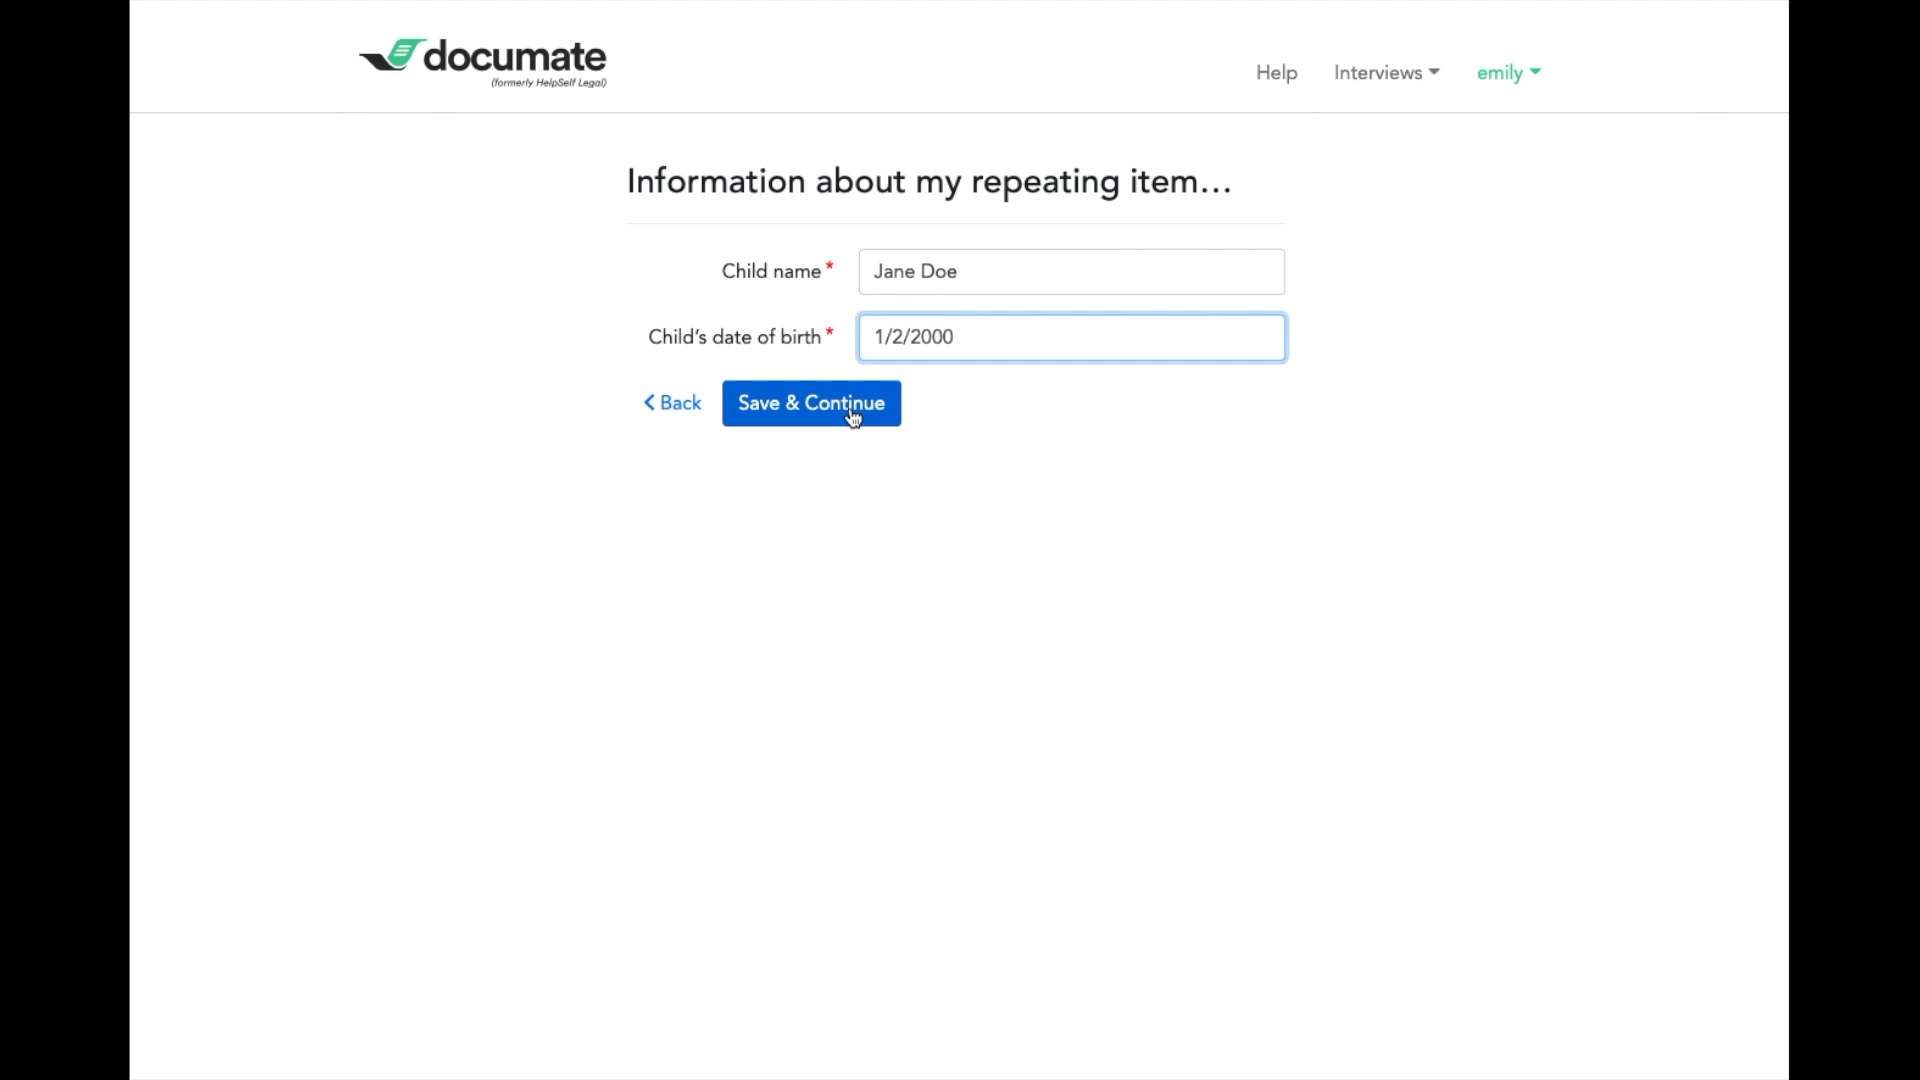 documate
(formerly HelpSelf Legal)
Help Interviews emily
Information about my repeating item...
Child name * Jane Doe
Child's date of birth * 1/2/2000
Back Save & Continue